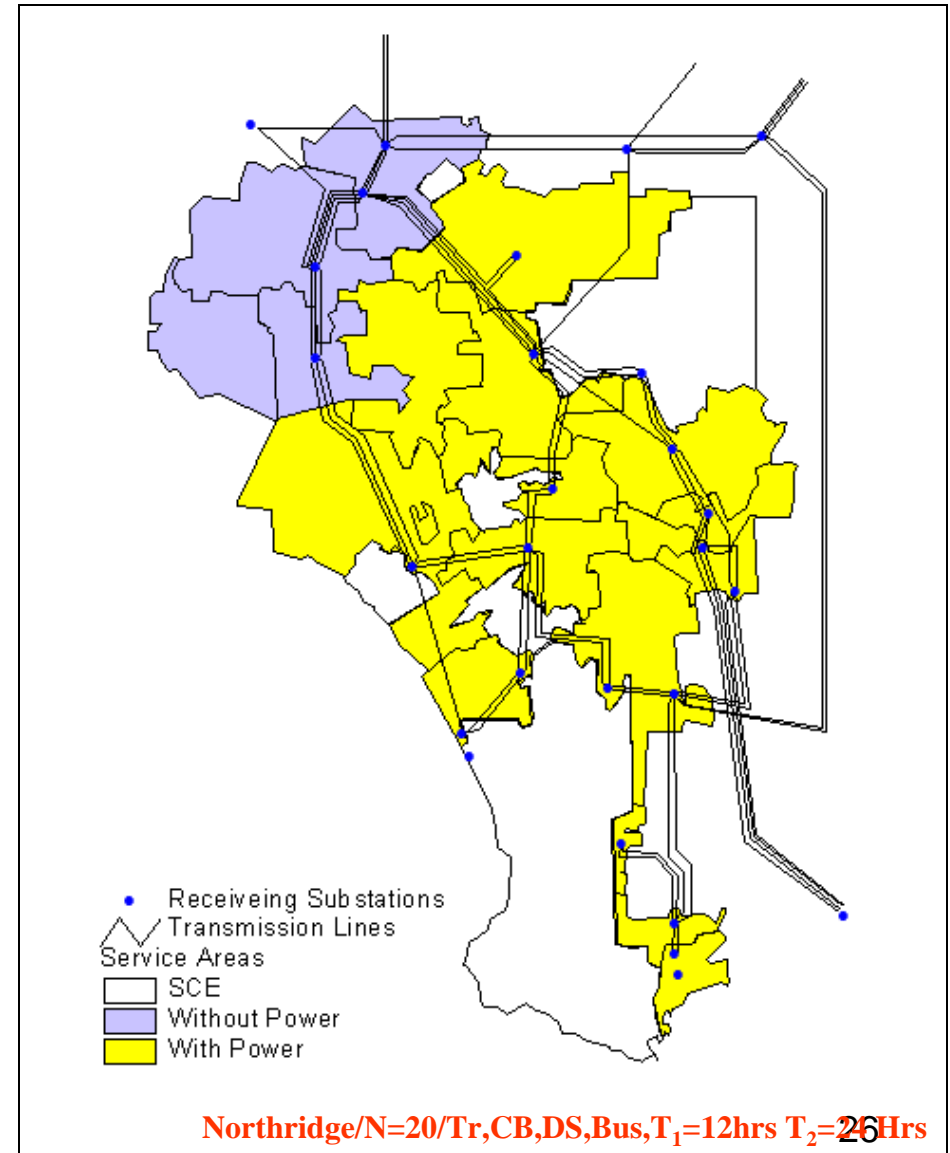 Receiveing Substations
Transmission Lines
Service Areas
SCE
Without Power
With Power
Northridge/N=20/Tr,CB,DS,Bus,T₁=12hrs T₂=24 Hrs
26